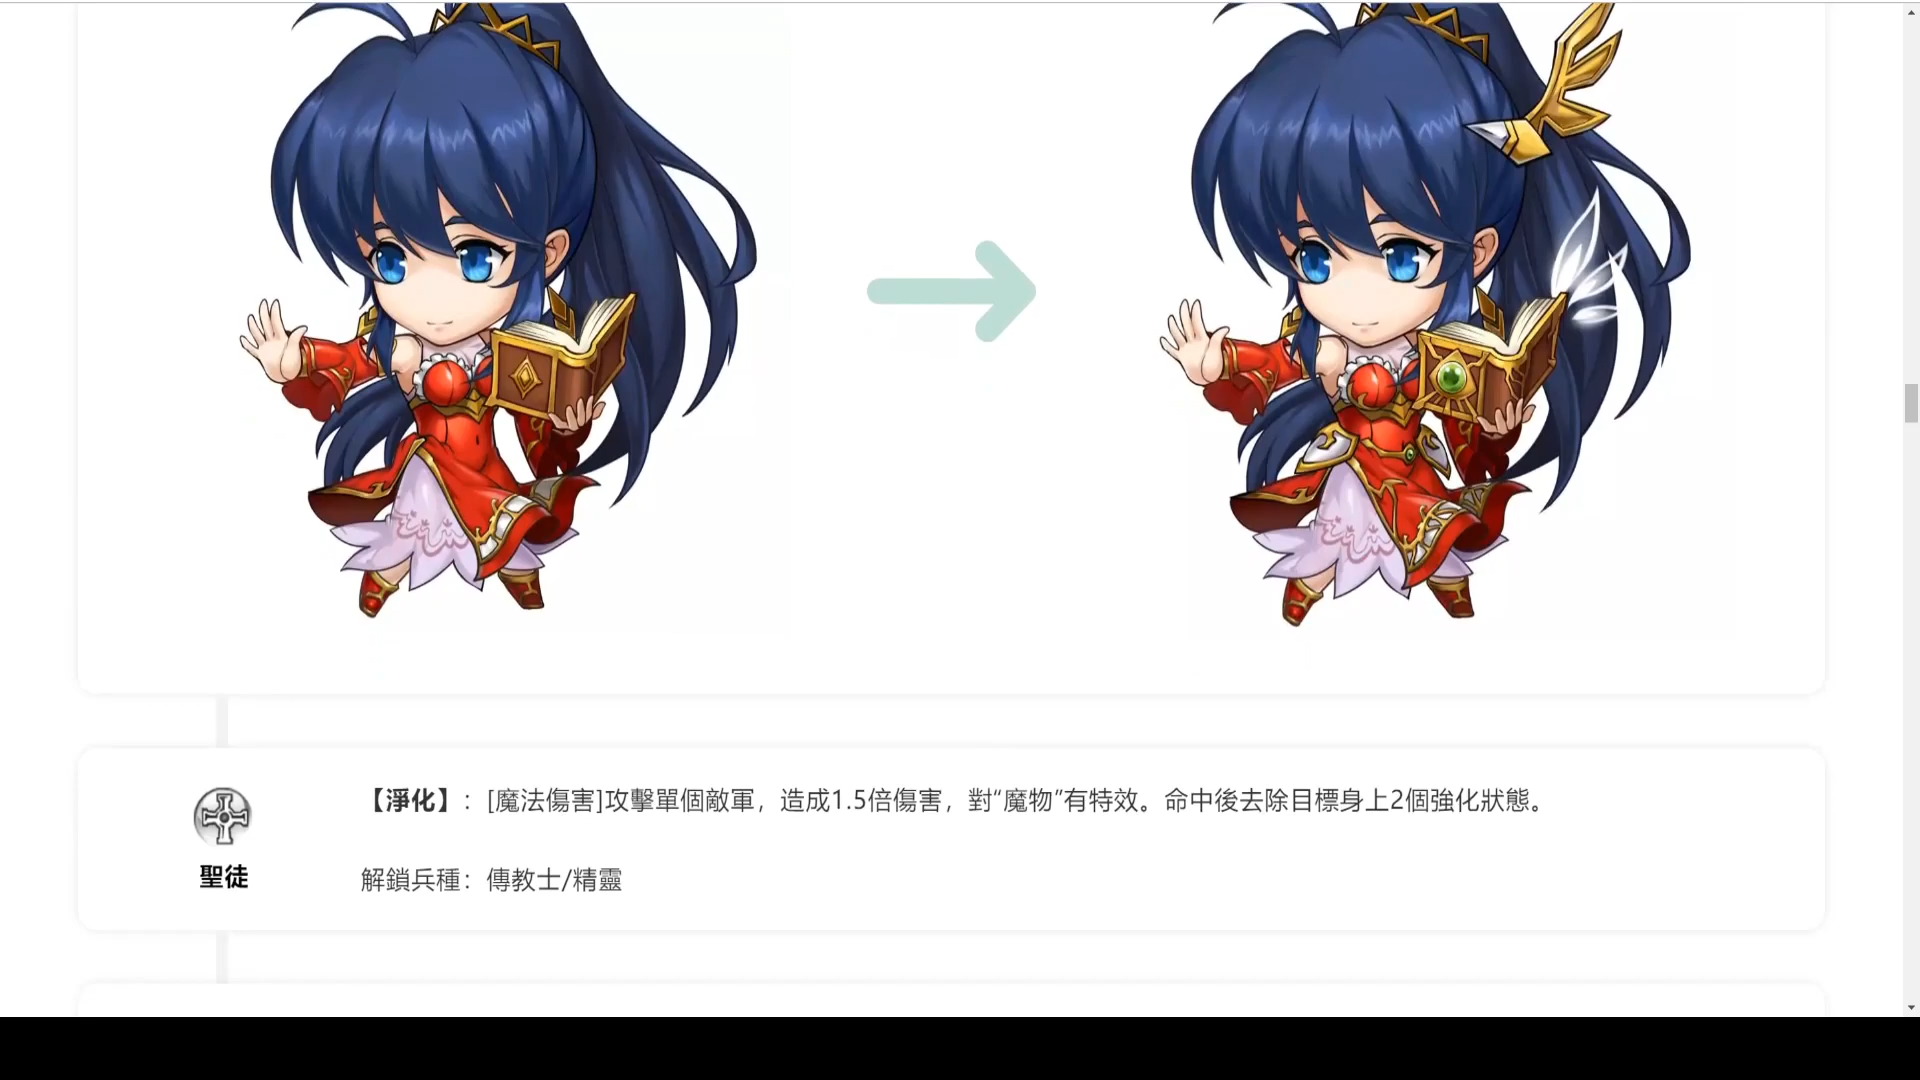 【淨化】：[魔法傷害]攻擊單個敵軍，造成1.5倍傷害，對“魔物”有特效。命中後去除目標身上2個強化狀態。
聖徒
解鎖兵種：傳教士/精靈